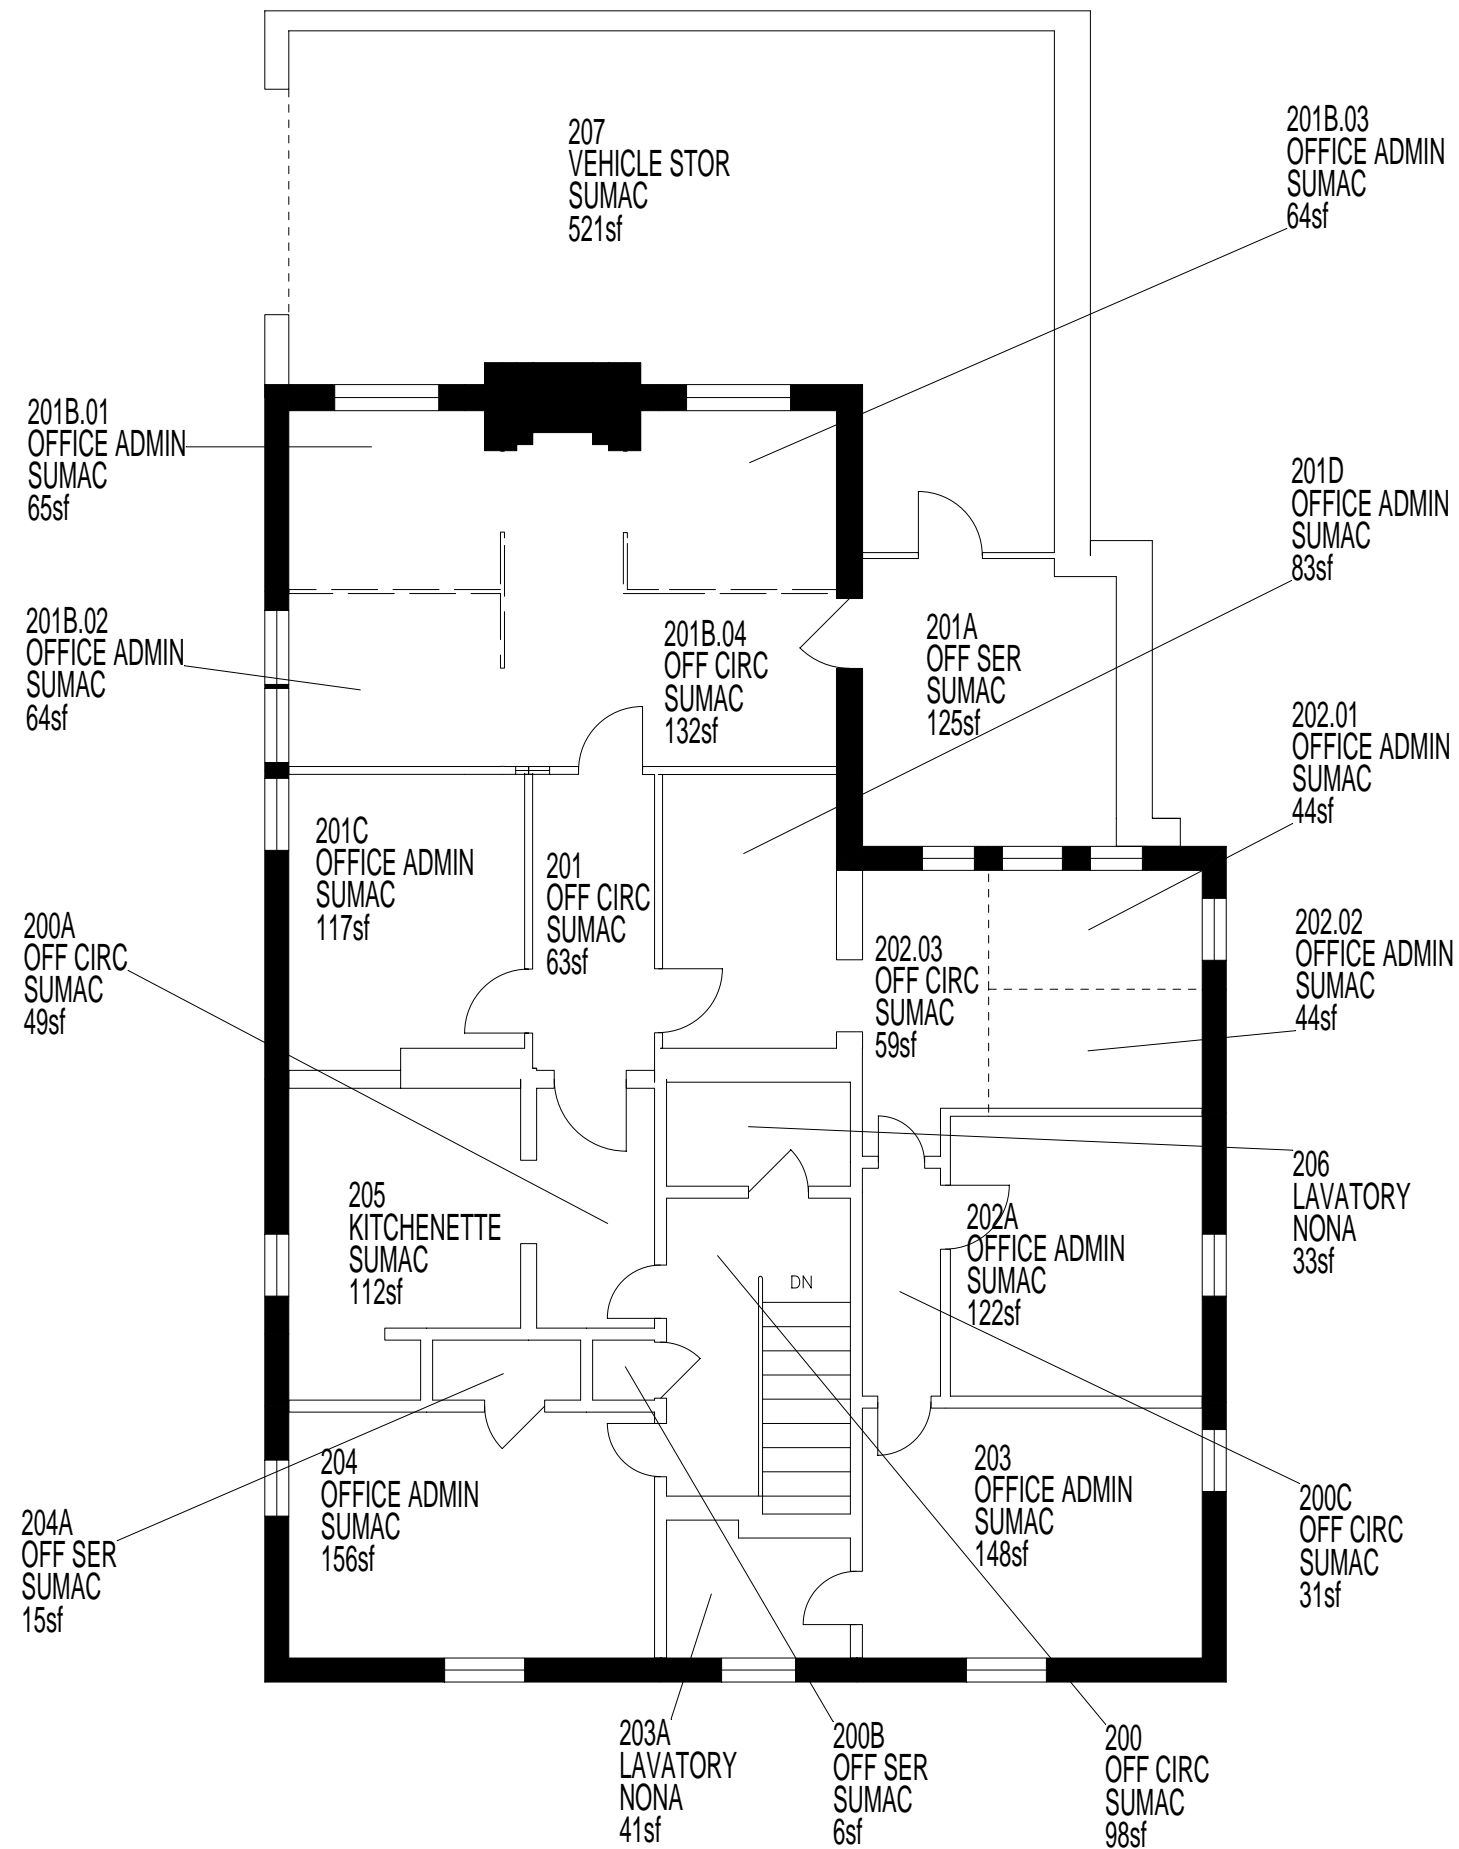 207
VEHICLE STOR
SUMAC
521sf
201B.03
OFFICE ADMIN
SUMAC
64sf
201B.01
OFFICE ADMIN
SUMAC
65sf
201D
OFFICE ADMIN
SUMAC
83sf
201B.02
OFFICE ADMIN
SUMAC
64sf
201B.04
OFF CIRC
SUMAC
132sf
201A
OFF SER
SUMAC
125sf
202.01
OFFICE ADMIN
SUMAC
44sf
201C
OFFICE ADMIN
SUMAC
117sf
201
OFF CIRC
SUMAC
63sf
200A
OFF CIRC
SUMAC
49sf
202.03
OFF CIRC
SUMAC
59sf
202.02
OFFICE ADMIN
SUMAC
44sf
205
KITCHENETTE
SUMAC
112sf
DN
202A
OFFICE ADMIN
SUMAC
122sf
206
LAVATORY
NONA
33sf
204
OFFICE ADMIN
SUMAC
156sf
203
OFFICE ADMIN
SUMAC
148sf
200C
OFF CIRC
SUMAC
31sf
204A
OFF SER
SUMAC
15sf
203A
LAVATORY
NONA
41sf
200B
OFF SER
SUMAC
6sf
200
OFF CIRC
SUMAC
98sf